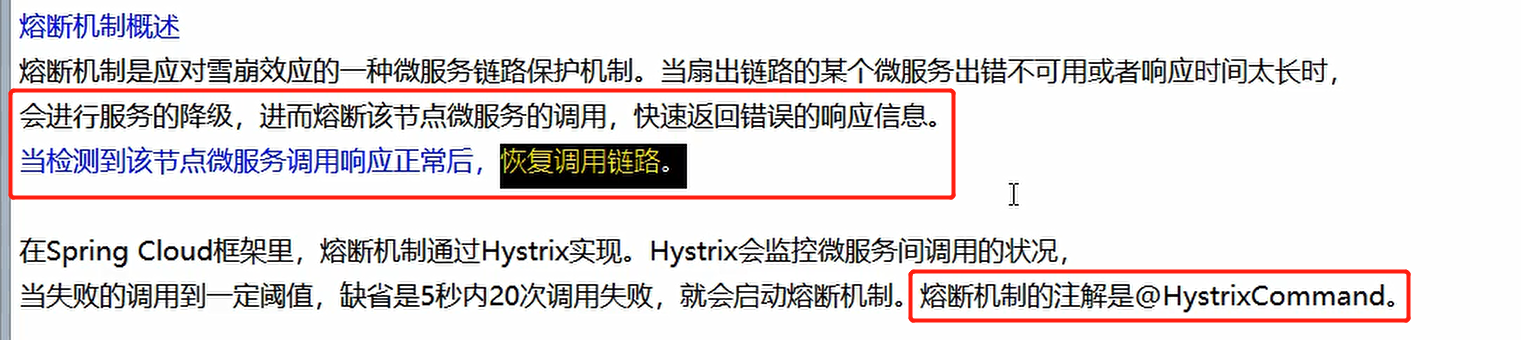 熔断机制概述
熔断机制是应对雪崩效应的一种微服务链路保护机制。当扇出链路的某个微服务出错不可用或者响应时间太长时，
会进行服务的降级，进而熔断该节点微服务的调用，快速返回错误的响应信息。
当检测到该节点微服务调用响应正常后，恢复调用链路。
在Spring Cloud框架里，熔断机制通过Hystrix实现。Hystrix会监控微服务间调用的状况，
当失败的调用到一定阈值，缺省是5秒内20次调用失败，就会启动熔断机制。熔断机制的注解是@HystrixCommand。